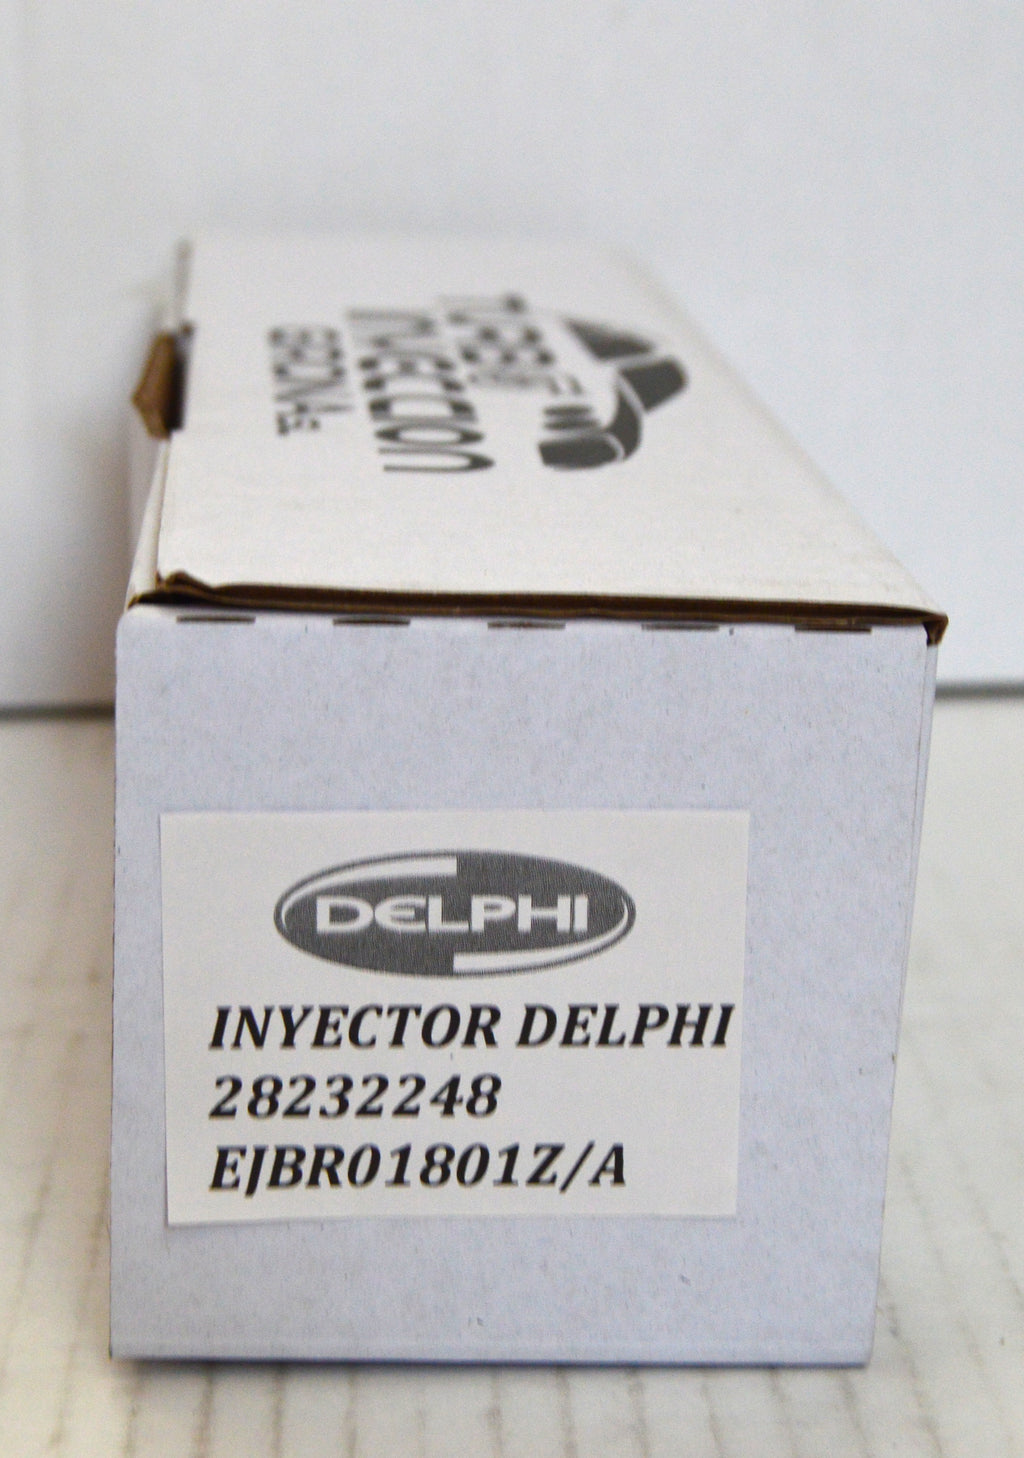 DELPHI
INYECTOR DELPHI
28232248
EJBR01801Z/A